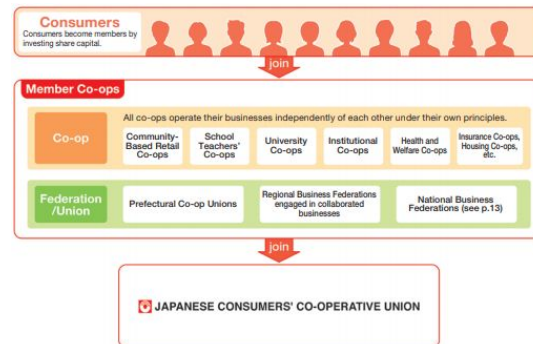 Consumers
Consumers become members by
investing share capital.
join
Member Co-ops
All co-ops operate their businesses independently of each other under their own principles.
Co-op
Community-
Based Retail
Co-ops
School
Teachers'
Co-ops
University
Co-ops
Institutional
Co-ops
Health and
Welfare Co-ops
Insurance Co-ops,
Housing Co-ops,
etc.
Federation
/Union
Prefectural Co-op Unions
Regional Business Federations
engaged in collaborated
businesses
National Business
Federations (see p.13)
join
JAPANESE CONSUMERS' CO-OPERATIVE UNION